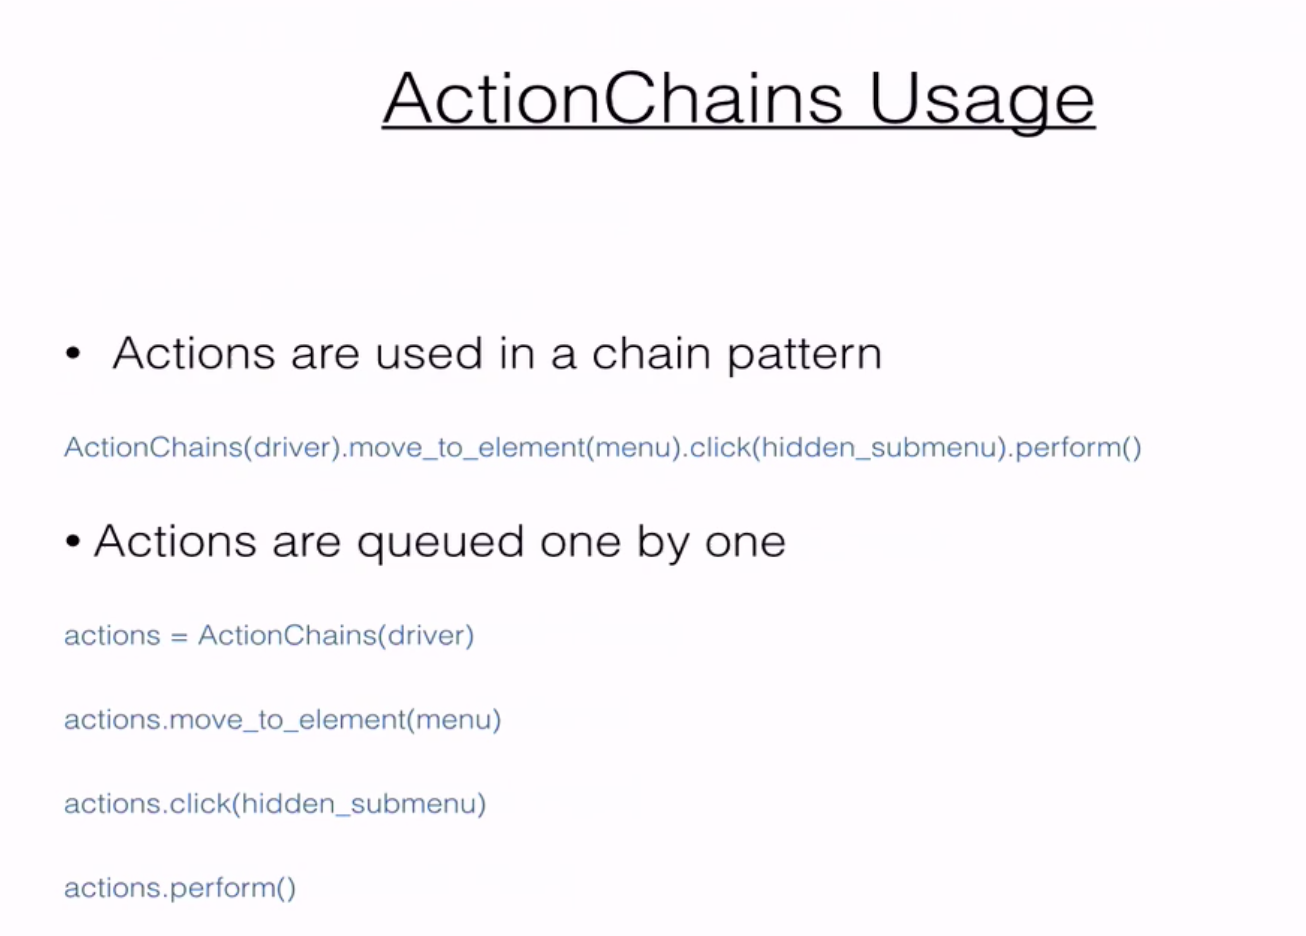 ActionChains Usage
• Actions are used in a chain pattern
ActionChains(driver).move_to_element(menu).click(hidden_submenu).perform()
• Actions are queued one by one
actions = ActionChains(driver)
actions.move_to_element(menu)
actions.click(hidden_submenu)
actions.perform()